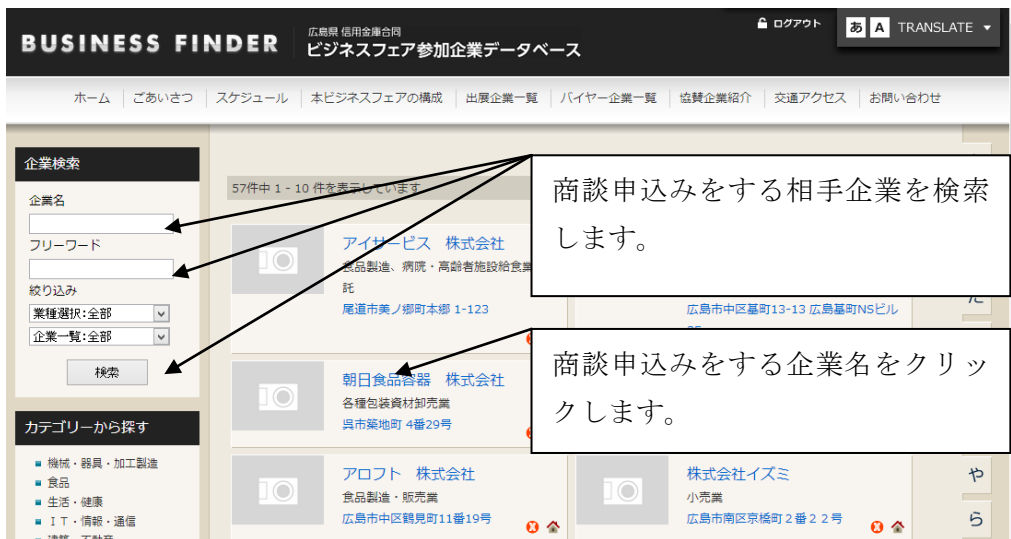 BUSINESS FINDER
広島県 信用金庫合同
ビジネスフェア参加企業データベース
ログアウト
あ A TRANSLATE
ホーム ごあいさつ スケジュール 本ビジネスフェアの構成 出展企業一覧 バイヤー企業一覧 協賛企業紹介 交通アクセス お問い合わせ
企業検索
企業名
フリーワード
絞り込み
業種選択:全部
企業一覧:全部
検索
カテゴリーから探す
機械・器具・加工製造
食品
生活・健康
ＩＴ・情報・通信
57件中 1 - 10 件を表示しています
商談申込みをする相手企業を検索
します。
アイサービス 株式会社
食品製造、病院・高齢者施設給食業
託
尾道市美ノ郷町本郷 1-123
広島市中区基町13-13 広島基町NSビル
商談申込みをする企業名をクリッ
クします。
朝日食品容器 株式会社
各種包装資材卸売業
呉市築地町 4番29号
アロフト 株式会社
食品製造・販売業
広島市中区鶴見町11番19号
株式会社イズミ
小売業
広島市南区京橋町２番２２号
や
ら